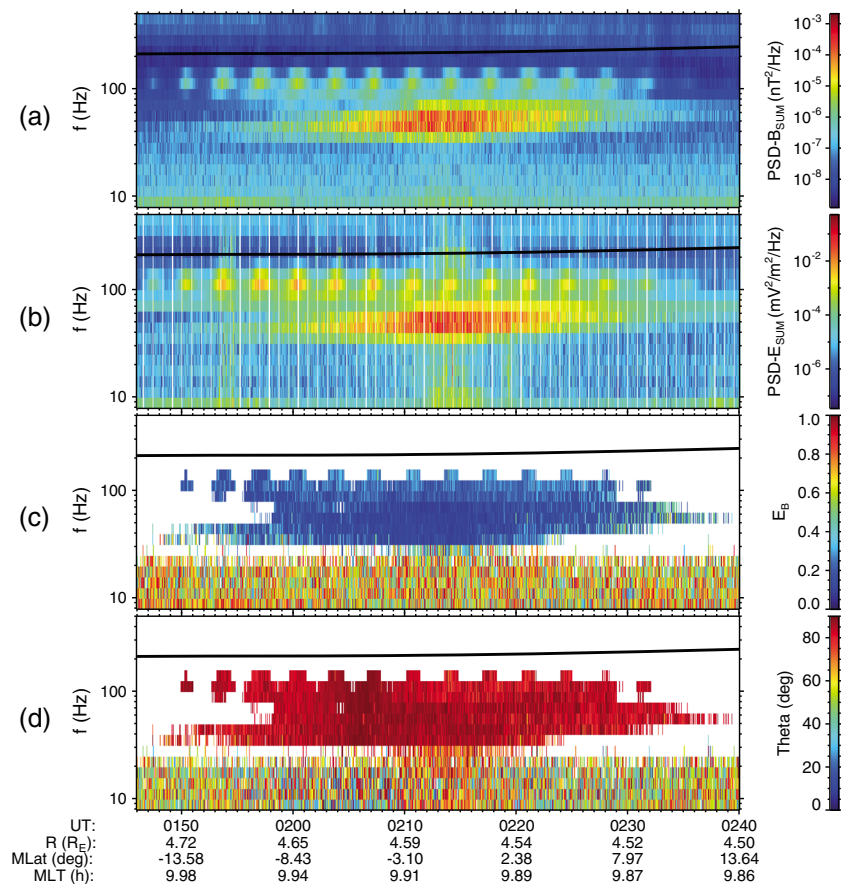 (a)
f (Hz)
100
10
10⁻³
10⁻⁴
10⁻⁵
10⁻⁶
10⁻⁷
10⁻⁸
PSD-B_SUM (nT²/Hz)
(b)
f (Hz)
100
10
10⁻²
10⁻⁴
10⁻⁶
PSD-E_SUM (mV²/m²/Hz)
(c)
f (Hz)
100
10
1.0
0.8
0.6
0.4
0.2
0.0
E_B
(d)
f (Hz)
100
10
80
60
40
20
0
Theta (deg)
UT: 0150 0200 0210 0220 0230 0240
R (R_E) 4.72 4.65 4.59 4.54 4.52 4.50
MLat (deg): -13.58 -8.43 -3.10 2.38 7.97 13.64
MLT (h): 9.98 9.94 9.91 9.89 9.87 9.86